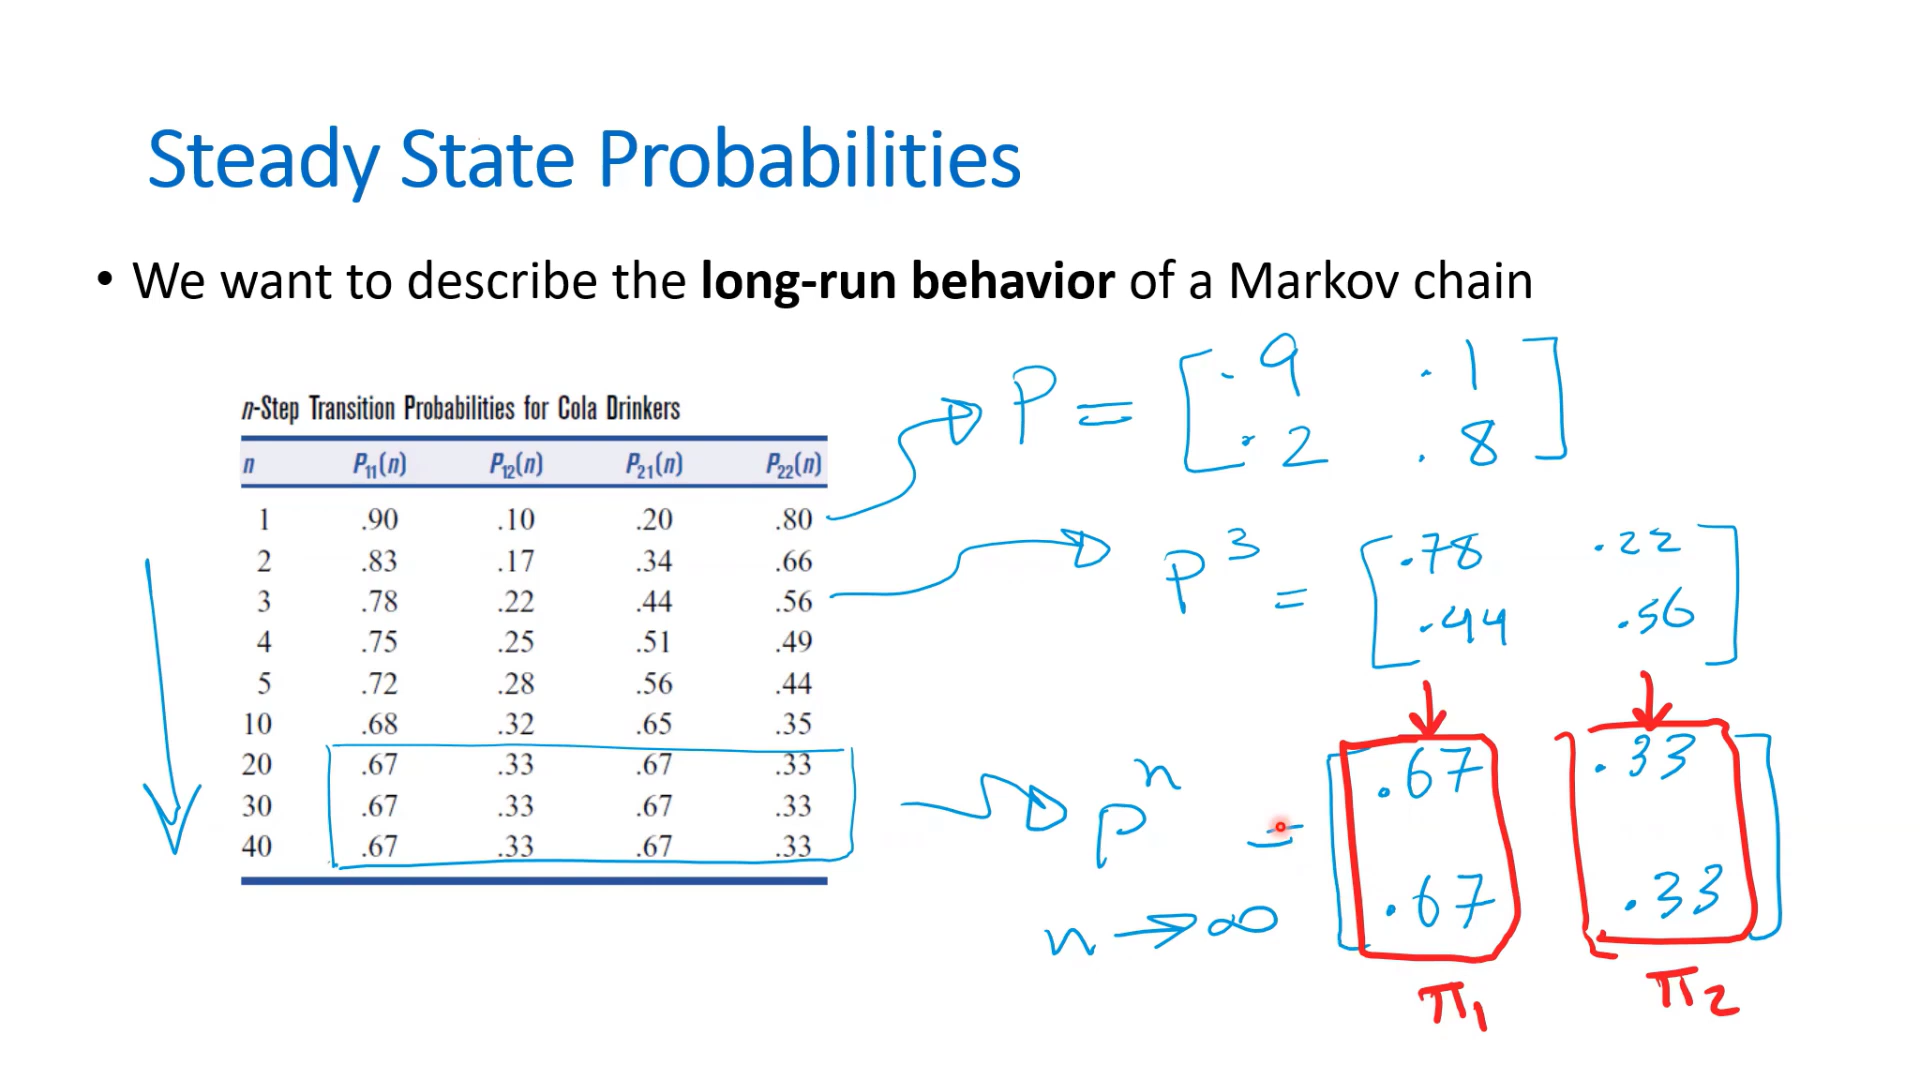 Steady State Probabilities
• We want to describe the long-run behavior of a Markov chain
n-Step Transition Probabilities for Cola Drinkers
n P11(n) P12(n) P21(n) P22(n)
1 .90 .10 .20 .80
2 .83 .17 .34 .66
3 .78 .22 .44 .56
4 .75 .25 .51 .49
5 .72 .28 .56 .44
10 .68 .32 .65 .35
20 .67 .33 .67 .33
30 .67 .33 .67 .33
40 .67 .33 .67 .33
P = [ .9 .1
.2 .8 ]
P^3 = [ .78 .22
.44 .56 ]
P^n = [ .67 .33
.67 .33 ]
n → ∞
π1 π2